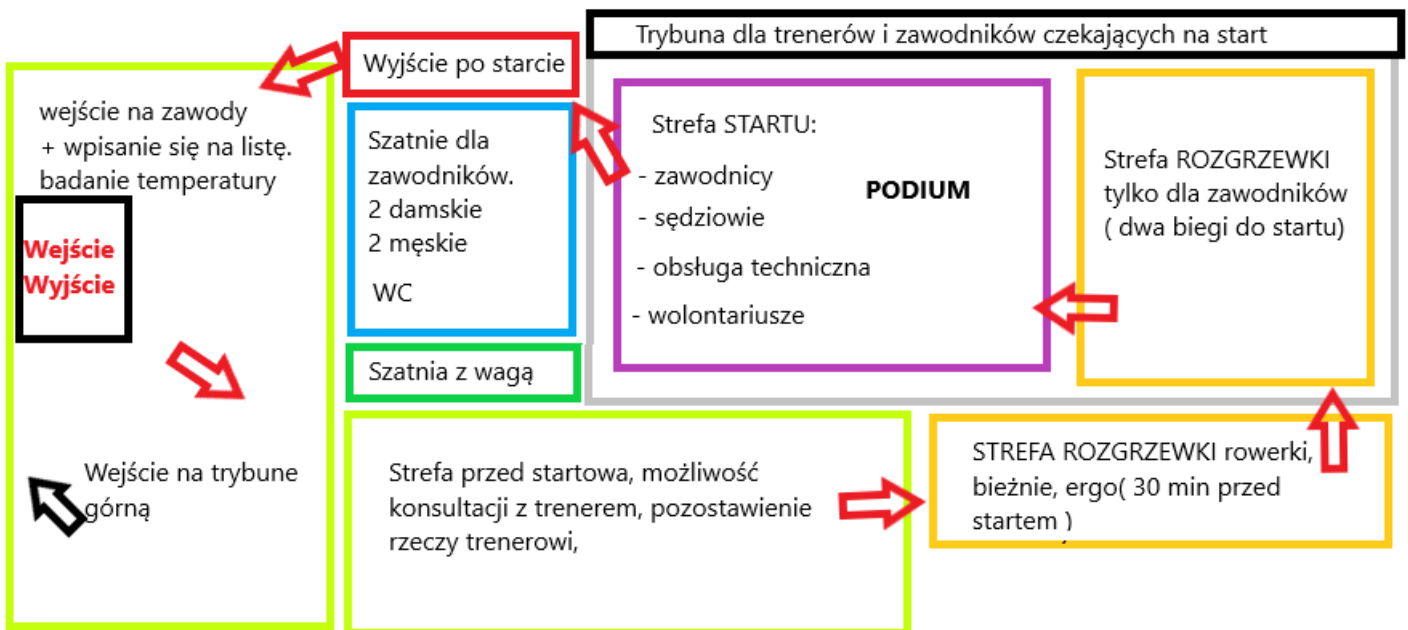 Trybuna dla trenerów i zawodników czekających na start
Wyjście po starcie
wejście na zawody
+ wpisanie się na listę.
badanie temperatury
Wejście
Wyjście
Wejście na trybune
górną
Szatnie dla
zawodników.
2 damskie
2 męskie
WC
Szatnia z wagą
Strefa STARTU:
- zawodnicy
- sędziowie
- obsługa techniczna
- wolontariusze
PODIUM
Strefa ROZGRZEWKI
tylko dla zawodników
( dwa biegi do startu)
Strefa przed startowa, możliwość
konsultacji z trenerem, pozostawienie
rzeczy trenerowi,
STREFA ROZGRZEWKI rowerki,
bieżnie, ergo( 30 min przed
startem )